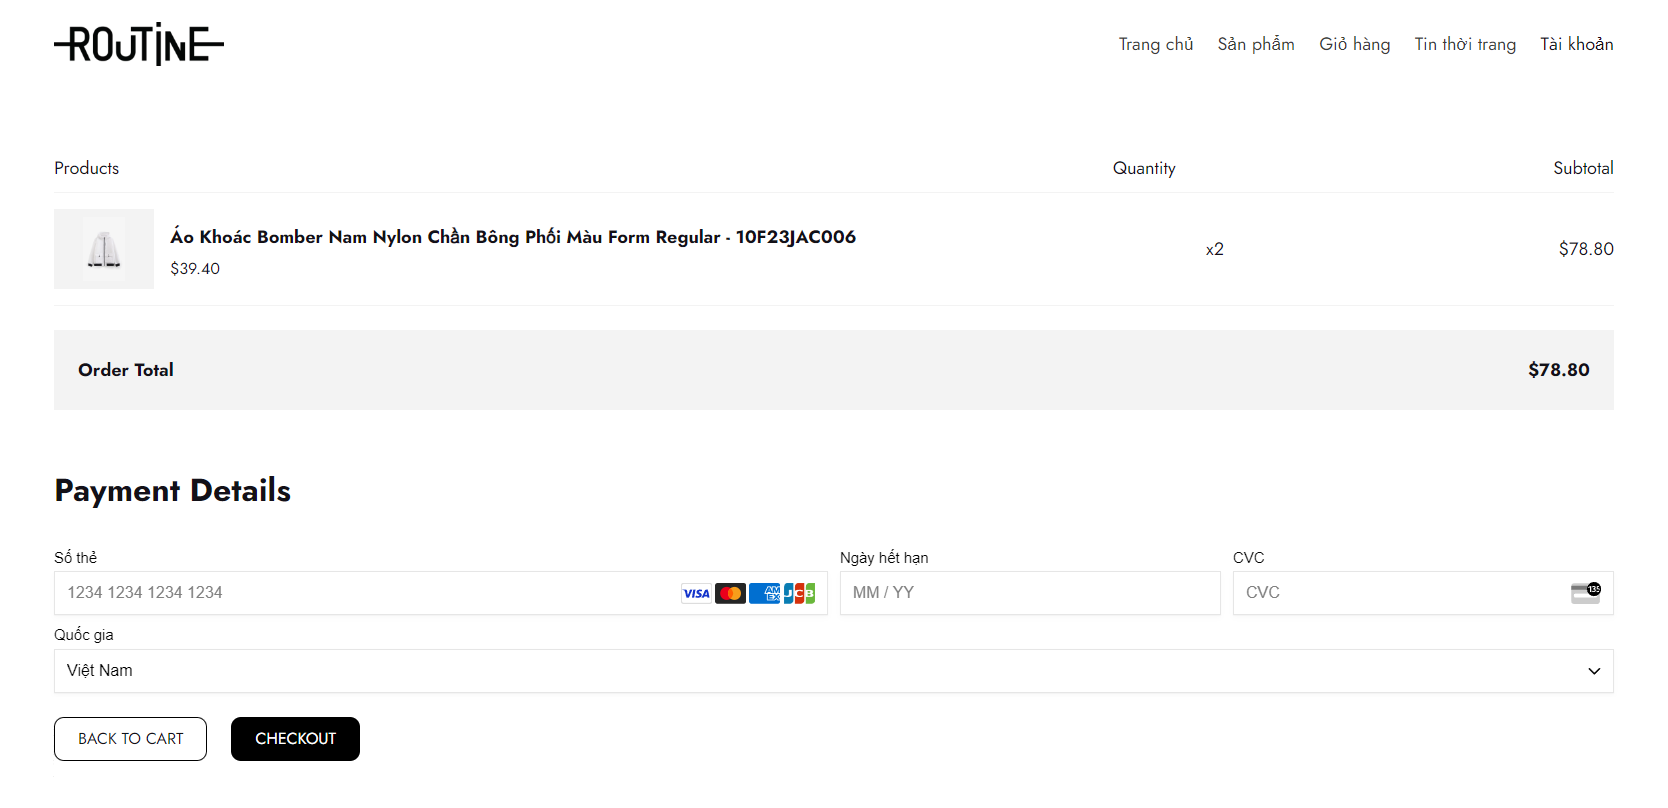 ROUTINE
Trang chủ Sản phẩm Giỏ hàng Tin thời trang Tài khoản
Products Quantity Subtotal
Áo Khoác Bomber Nam Nylon Chần Bông Phối Màu Form Regular - 10F23JAC006
$39.40
x2 $78.80
Order Total $78.80
Payment Details
Số thẻ Ngày hết hạn CVC
1234 1234 1234 1234 VISA AMEX JCB MM / YY CVC 135
Quốc gia
Việt Nam
BACK TO CART CHECKOUT